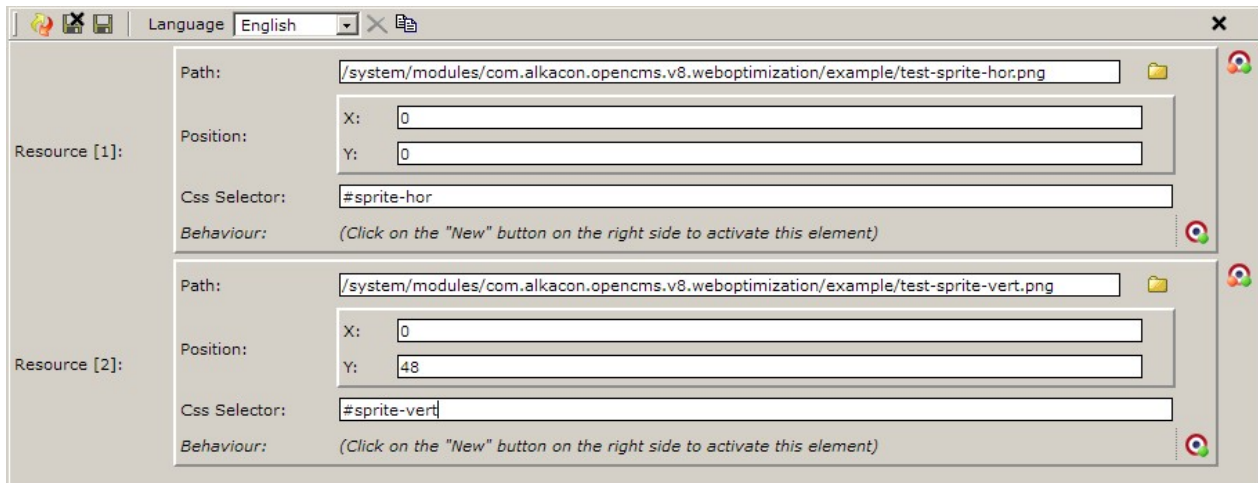 Language English
Path: /system/modules/com.alkacon.opencms.v8.weboptimization/example/test-sprite-hor.png
X: 0
Position:
Y: 0
Resource [1]:
Css Selector: #sprite-hor
Behaviour: (Click on the "New" button on the right side to activate this element)
Path: /system/modules/com.alkacon.opencms.v8.weboptimization/example/test-sprite-vert.png
X: 0
Position:
Y: 48
Resource [2]:
Css Selector: #sprite-vert
Behaviour: (Click on the "New" button on the right side to activate this element)